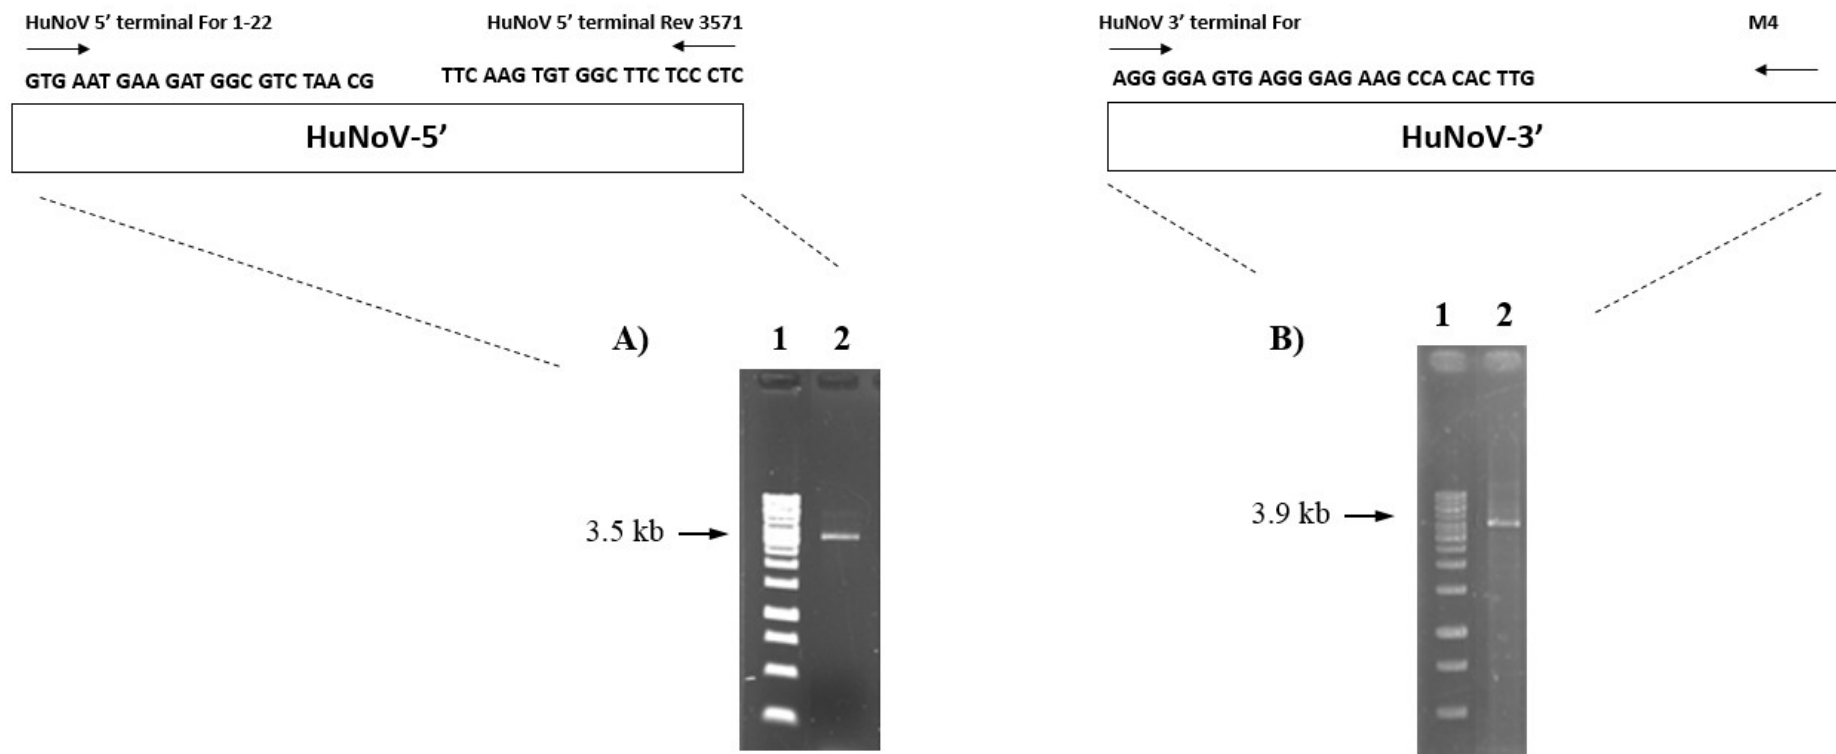 HuNoV 5’ terminal For 1-22
HuNoV 5’ terminal Rev 3571
GTG AAT GAA GAT GGC GTC TAA CG
TTC AAG TGT GGC TTC TCC CTC
HuNoV-5’
HuNoV 3’ terminal For
M4
AGG GGA GTG AGG GAG AAG CCA CAC TTG
HuNoV-3’
A)
1 2
3.5 kb
B)
1 2
3.9 kb